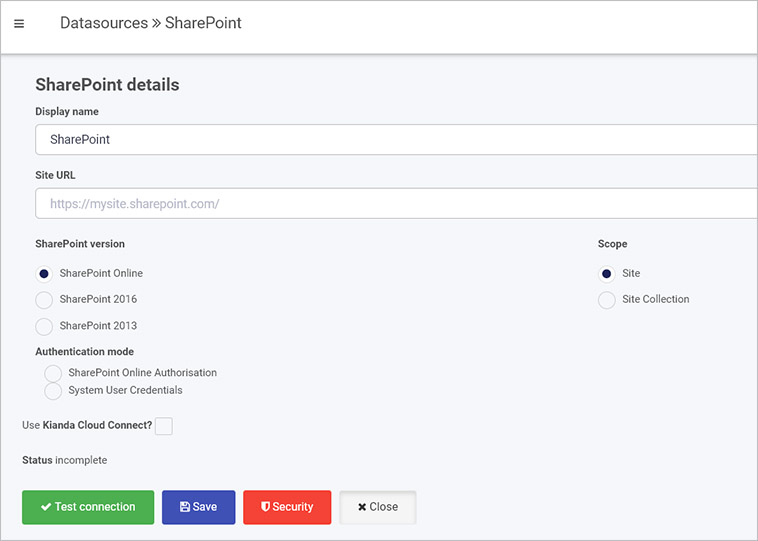 Datasources » SharePoint
SharePoint details
Display name
SharePoint
Site URL
https://mysite.sharepoint.com/
SharePoint version
Scope
SharePoint Online
Site
SharePoint 2016
Site Collection
SharePoint 2013
Authentication mode
SharePoint Online Authorisation
System User Credentials
Use Kianda Cloud Connect?
Status incomplete
Test connection
Save
Security
Close